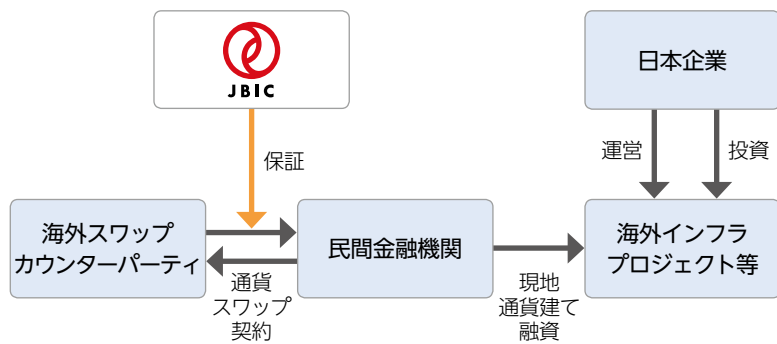 JBIC
日本企業
保証
運営
投資
海外スワップ
カウンターパーティ
民間金融機関
海外インフラ
プロジェクト等
通貨
スワップ
契約
現地
通貨建て
融資